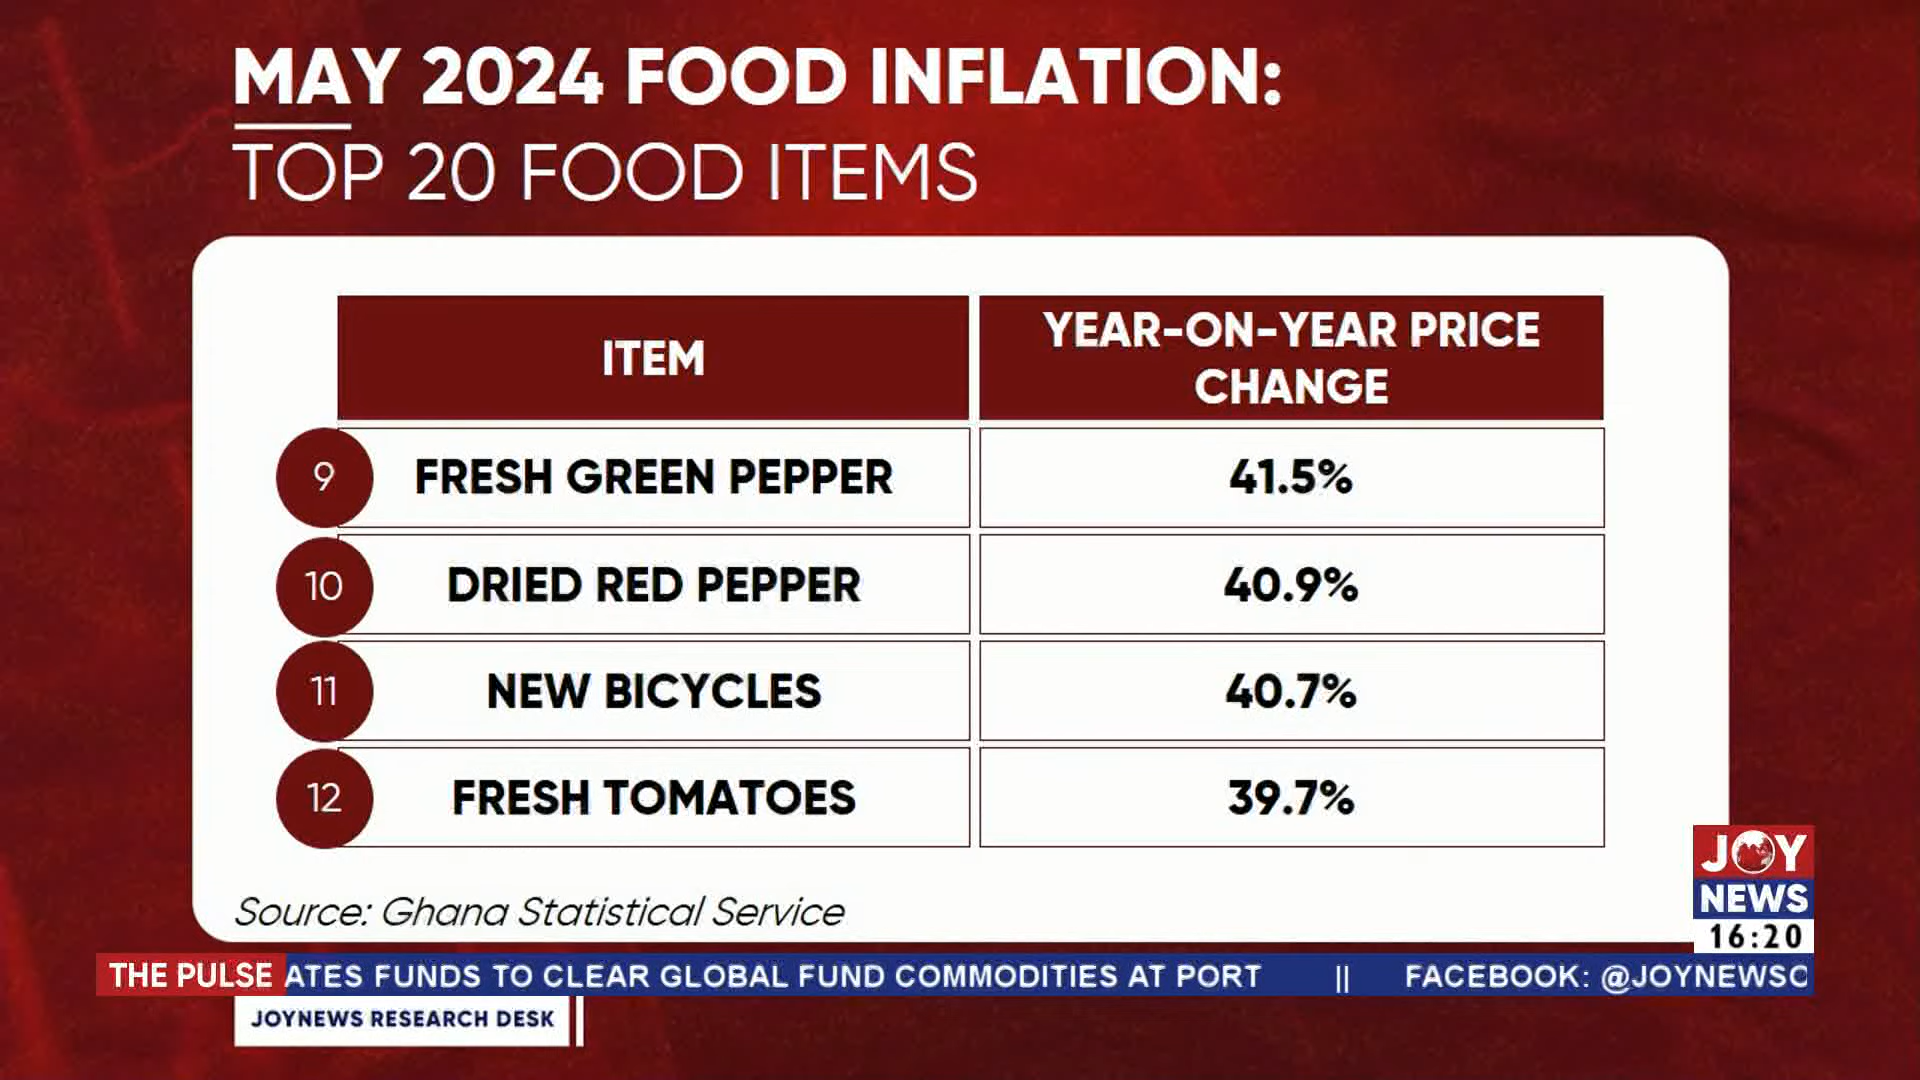 MAY 2024 FOOD INFLATION:
TOP 20 FOOD ITEMS
ITEM
YEAR-ON-YEAR PRICE
CHANGE
9 FRESH GREEN PEPPER 41.5%
10 DRIED RED PEPPER 40.9%
11 NEW BICYCLES 40.7%
12 FRESH TOMATOES 39.7%
Source: Ghana Statistical Service
JOY
NEWS
16:20
THE PULSE ATES FUNDS TO CLEAR GLOBAL FUND COMMODITIES AT PORT || FACEBOOK: @JOYNEWSO
JOYNEWS RESEARCH DESK